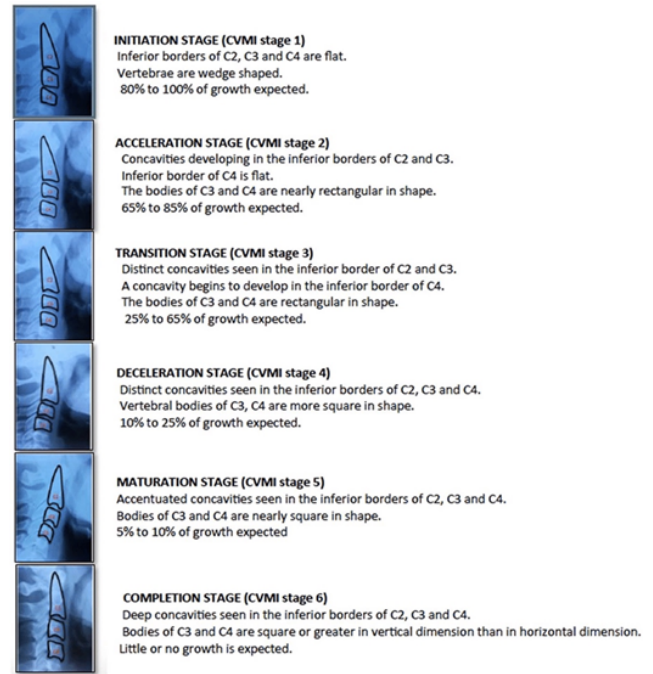 INITIATION STAGE (CVMI stage 1)
Inferior borders of C2, C3 and C4 are flat.
Vertebrae are wedge shaped.
80% to 100% of growth expected.
ACCELERATION STAGE (CVMI stage 2)
Concavities developing in the inferior borders of C2 and C3.
Inferior border of C4 is flat.
The bodies of C3 and C4 are nearly rectangular in shape.
65% to 85% of growth expected.
TRANSITION STAGE (CVMI stage 3)
Distinct concavities seen in the inferior border of C2 and C3.
A concavity begins to develop in the inferior border of C4.
The bodies of C3 and C4 are rectangular in shape.
25% to 65% of growth expected.
DECELERATION STAGE (CVMI stage 4)
Distinct concavities seen in the inferior borders of C2, C3 and C4.
Vertebral bodies of C3, C4 are more square in shape.
10% to 25% of growth expected.
MATURATION STAGE (CVMI stage 5)
Accentuated concavities seen in the inferior borders of C2, C3 and C4.
Bodies of C3 and C4 are nearly square in shape.
5% to 10% of growth expected
COMPLETION STAGE (CVMI stage 6)
Deep concavities seen in the inferior borders of C2, C3 and C4.
Bodies of C3 and C4 are square or greater in vertical dimension than in horizontal dimension.
Little or no growth is expected.